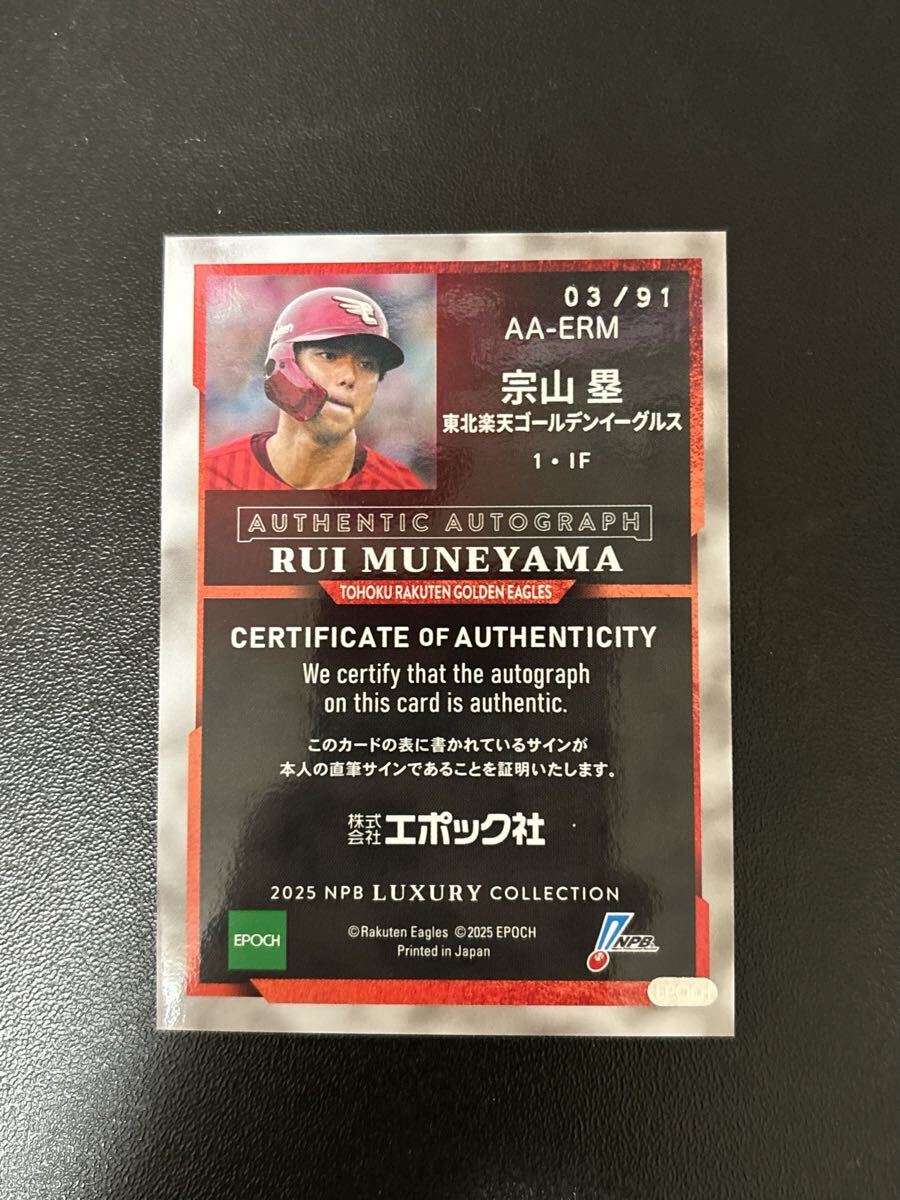 03/91
AA-ERM
宗山 塁
東北楽天ゴールデンイーグルス
1・IF
AUTHENTIC AUTOGRAPH
RUI MUNEYAMA
TOHOKU RAKUTEN GOLDEN EAGLES
CERTIFICATE OF AUTHENTICITY
We certify that the autograph
on this card is authentic.
このカードの表に書かれているサインが
本人の直筆サインであることを証明いたします。
株式会社エポック社
2025 NPB LUXURY COLLECTION
EPOCH
©Rakuten Eagles ©2025 EPOCH
Printed in Japan
NPB
EPOCH